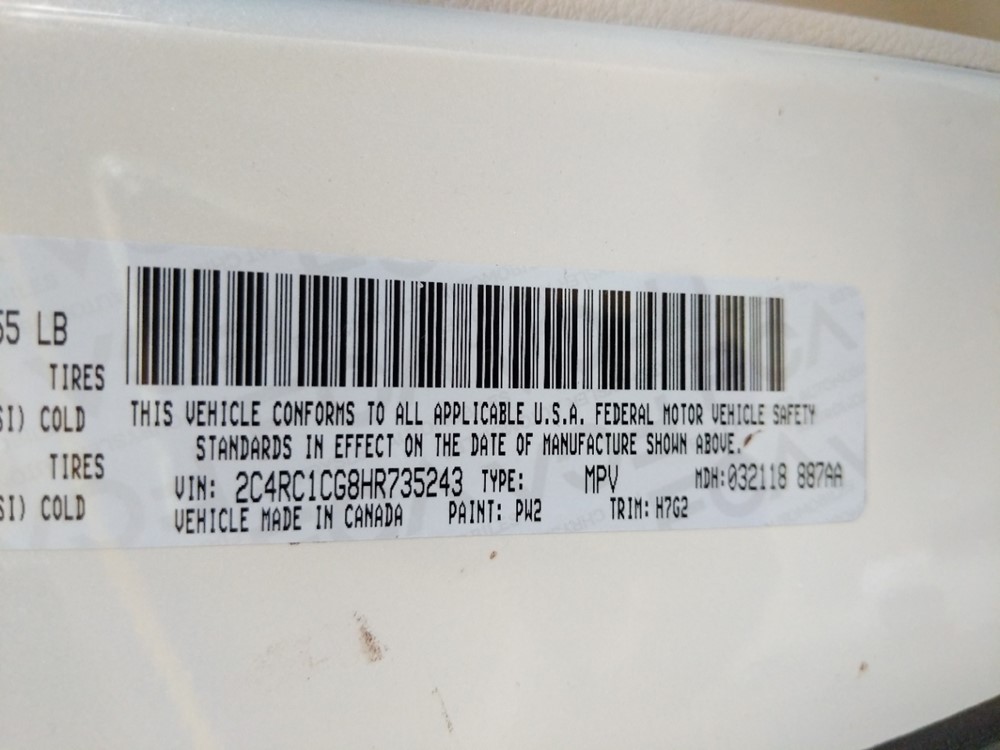 55 LB
TIRES
SI) COLD
TIRES
SI) COLD
THIS VEHICLE CONFORMS TO ALL APPLICABLE U.S.A. FEDERAL MOTOR VEHICLE SAFETY
STANDARDS IN EFFECT ON THE DATE OF MANUFACTURE SHOWN ABOVE.
VIN: 2C4RC1CG8HR735243 TYPE: MPV MDH:032118 887AA
VEHICLE MADE IN CANADA PAINT: PW2 TRIM: H7G2